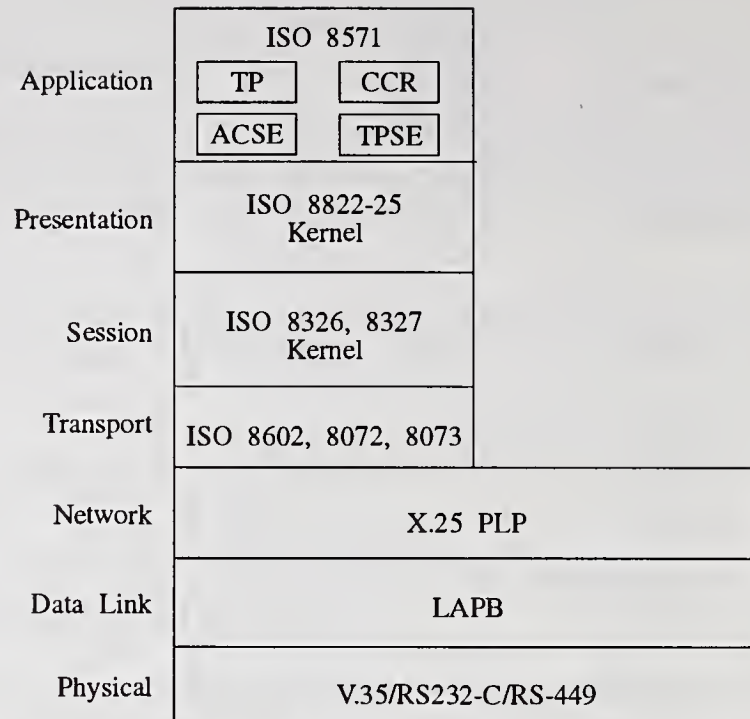 ISO 8571
Application
TP
CCR
ACSE
TPSE
Presentation
ISO 8822-25
Kernel
Session
ISO 8326, 8327
Kernel
Transport
ISO 8602, 8072, 8073
Network
X.25 PLP
Data Link
LAPB
Physical
V.35/RS232-C/RS-449